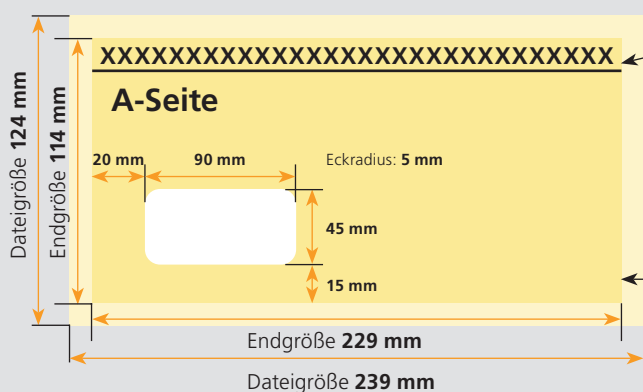 XXXXXXXXXXXXXXXXXXXXXXXXXXXXXXX
A-Seite
20 mm
90 mm
Eckradius: 5 mm
45 mm
15 mm
Dateigröße 124 mm
Endgröße 114 mm
Endgröße 229 mm
Dateigröße 239 mm